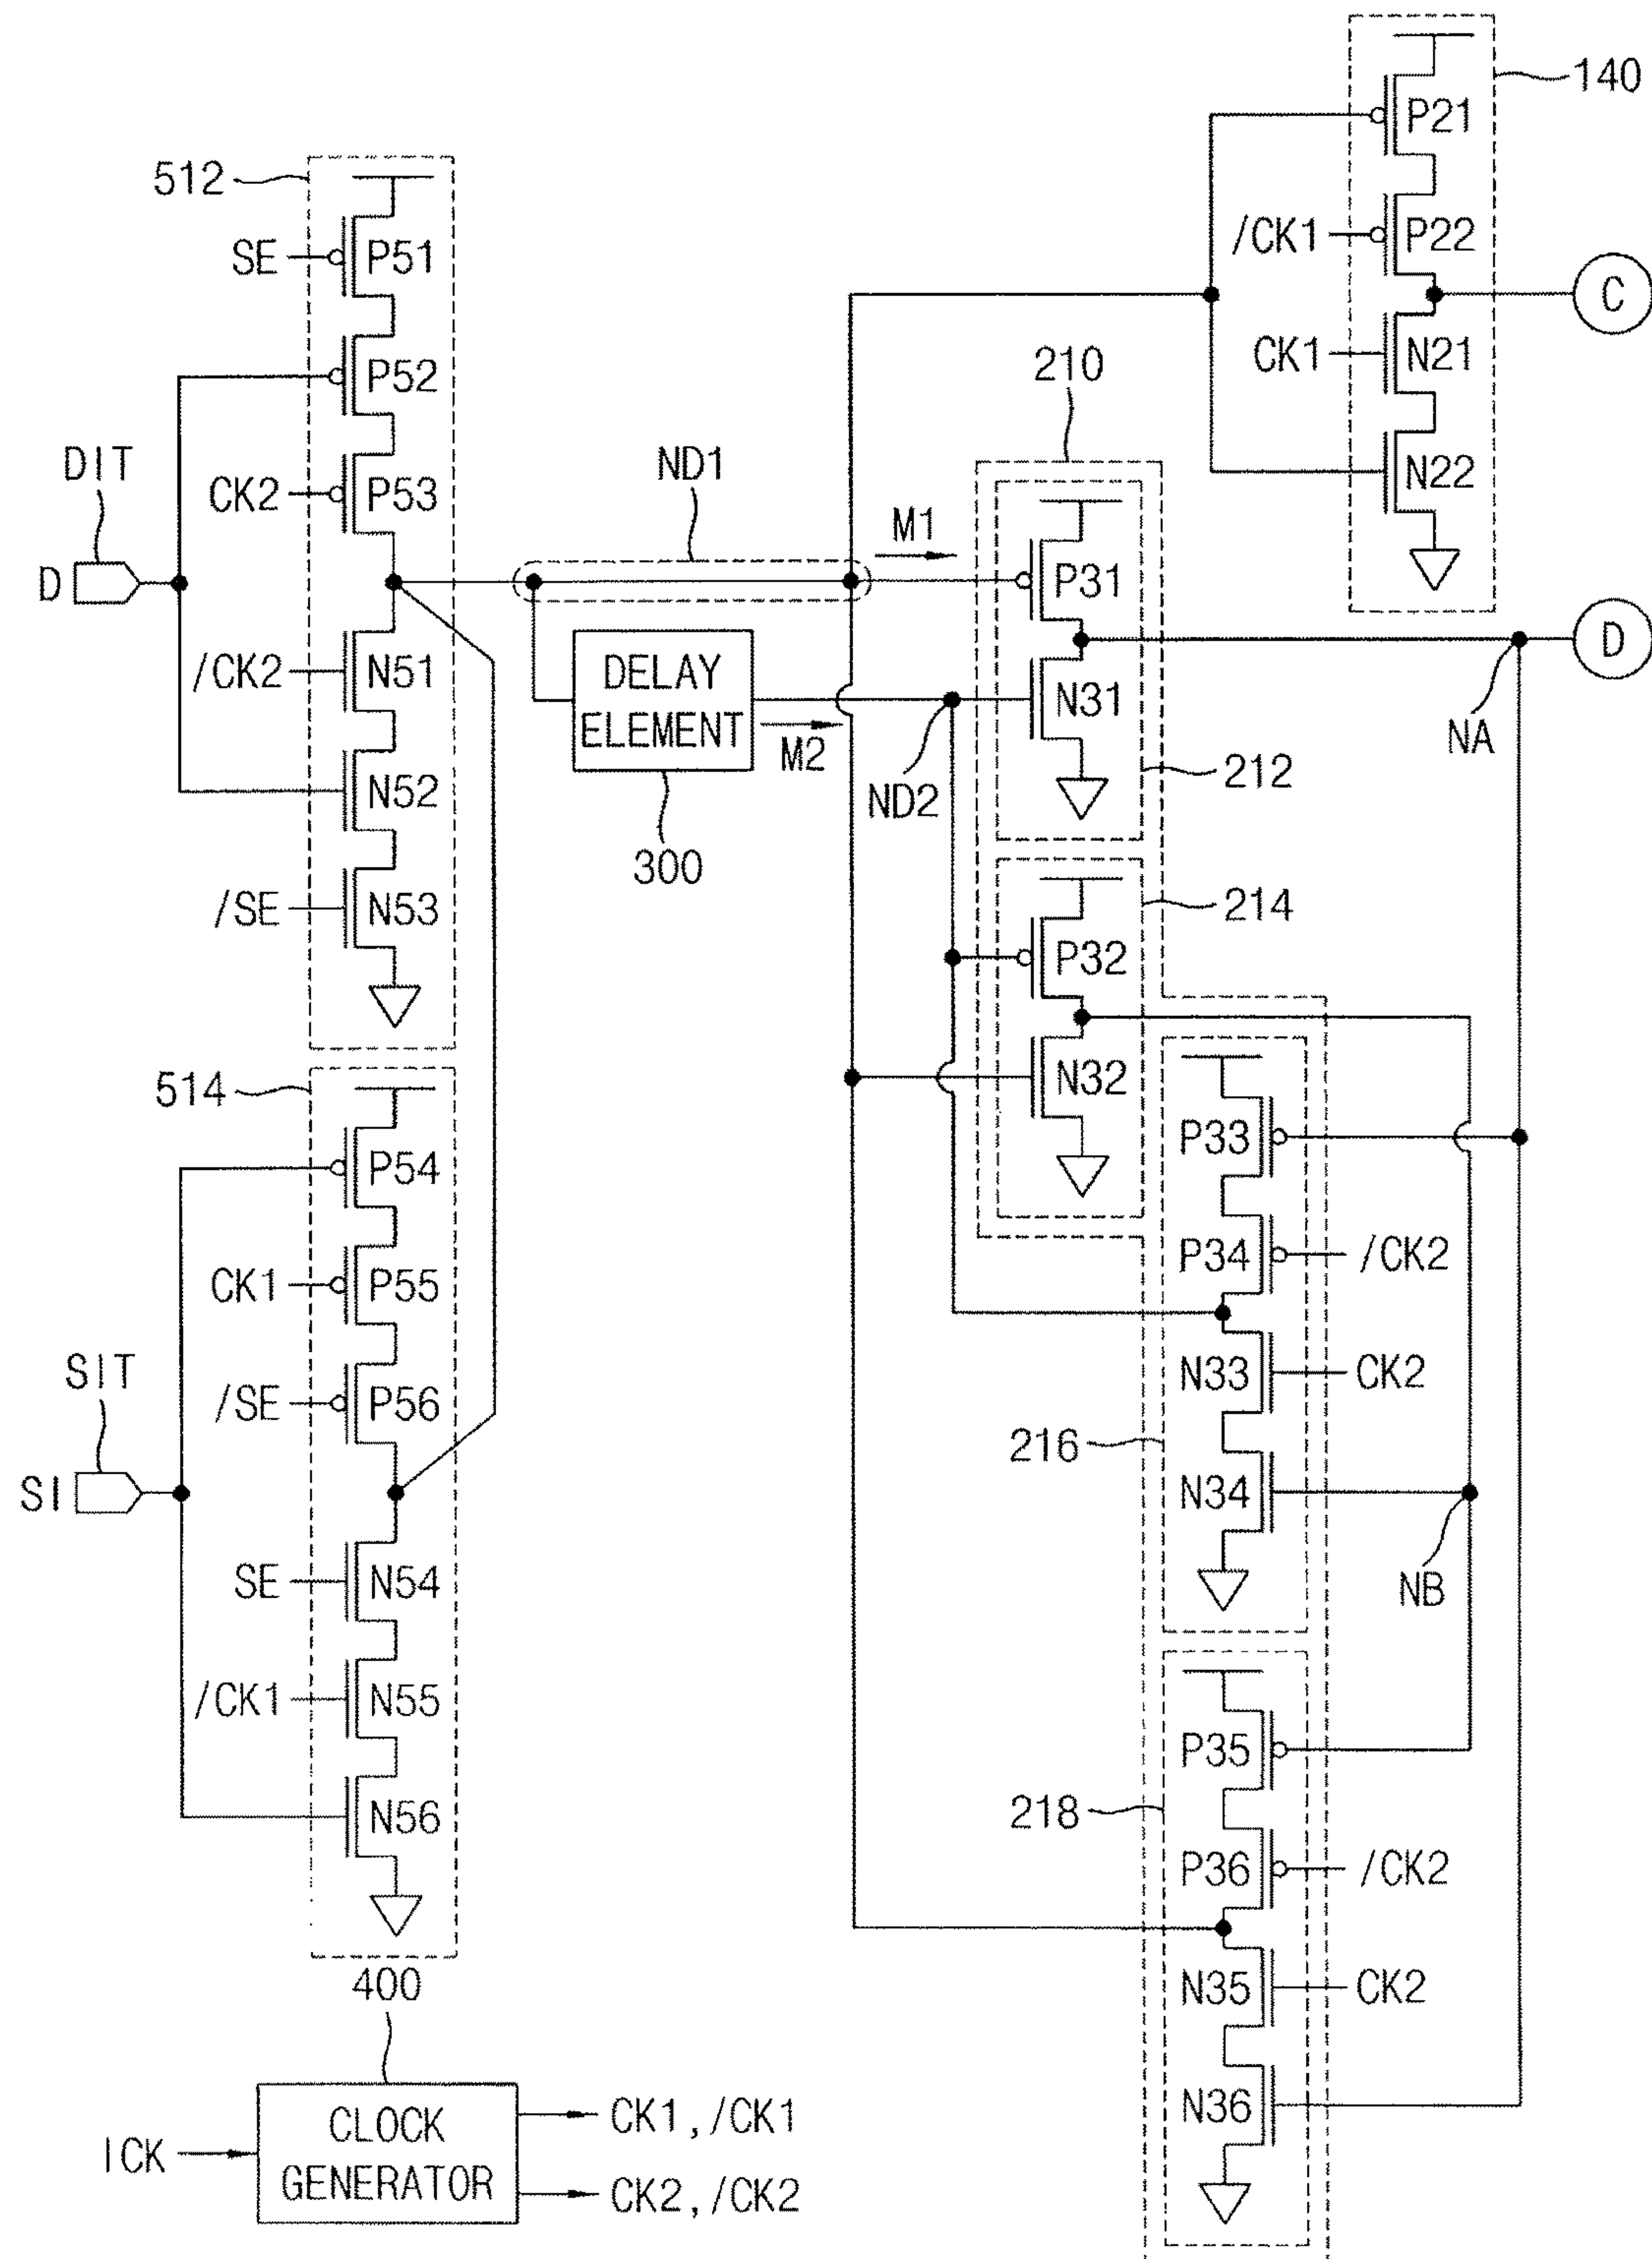 140
P21
/CK1
P22
C
CK1
N21
N22
512
SE
P51
P52
DIT
CK2
P53
D
/CK2
N51
N52
/SE
N53
ND1
M1
DELAY
ELEMENT
M2
300
ND2
210
P31
N31
212
D
NA
214
P32
N32
514
P54
CK1
P55
SIT
/SE
P56
SI
SE
N54
/CK1
N55
N56
P33
P34
/CK2
N33
CK2
216
N34
NB
P35
218
P36
/CK2
N35
CK2
N36
400
ICK
CLOCK
GENERATOR
CK1,/CK1
CK2,/CK2